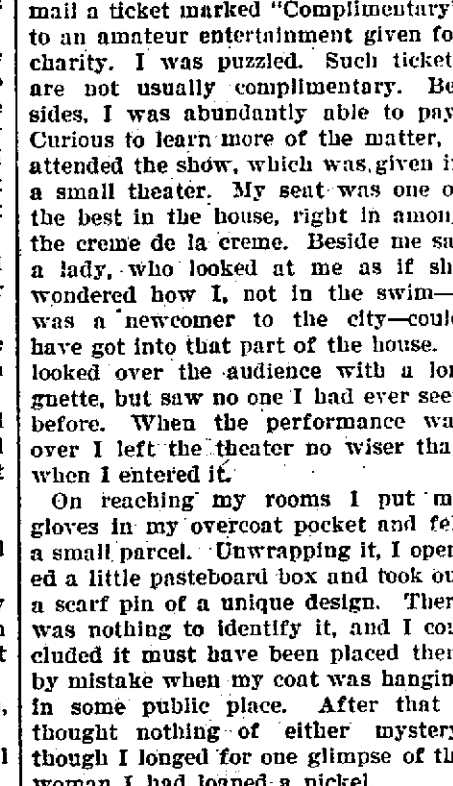 mail a ticket marked "Complimentary"
to an amateur entertainment given fo
charity. I was puzzled. Such ticket
are not usually complimentary. Be
sides, I was abundantly able to pay
Curious to learn more of the matter,
attended the show, which was given i
a small theater. My seat was one o
the best in the house, right in amon
the creme de la creme. Beside me sa
a lady, who looked at me as if sh
wondered how I, not in the swim—
was a newcomer to the city—coul
have got into that part of the house.
looked over the audience with a lor
gnette, but saw no one I had ever see
before. When the performance wa
over I left the theater no wiser tha
when I entered it.
On reaching my rooms I put m
gloves in my overcoat pocket and fe
a small parcel. Unwrapping it, I open
ed a little pasteboard box and took ou
a scarf pin of a unique design. Ther
was nothing to identify it, and I con
cluded it must have been placed ther
by mistake when my coat was hangin
in some public place. After that
thought nothing of either mystery
though I longed for one glimpse of th
woman I had loaned a nickel